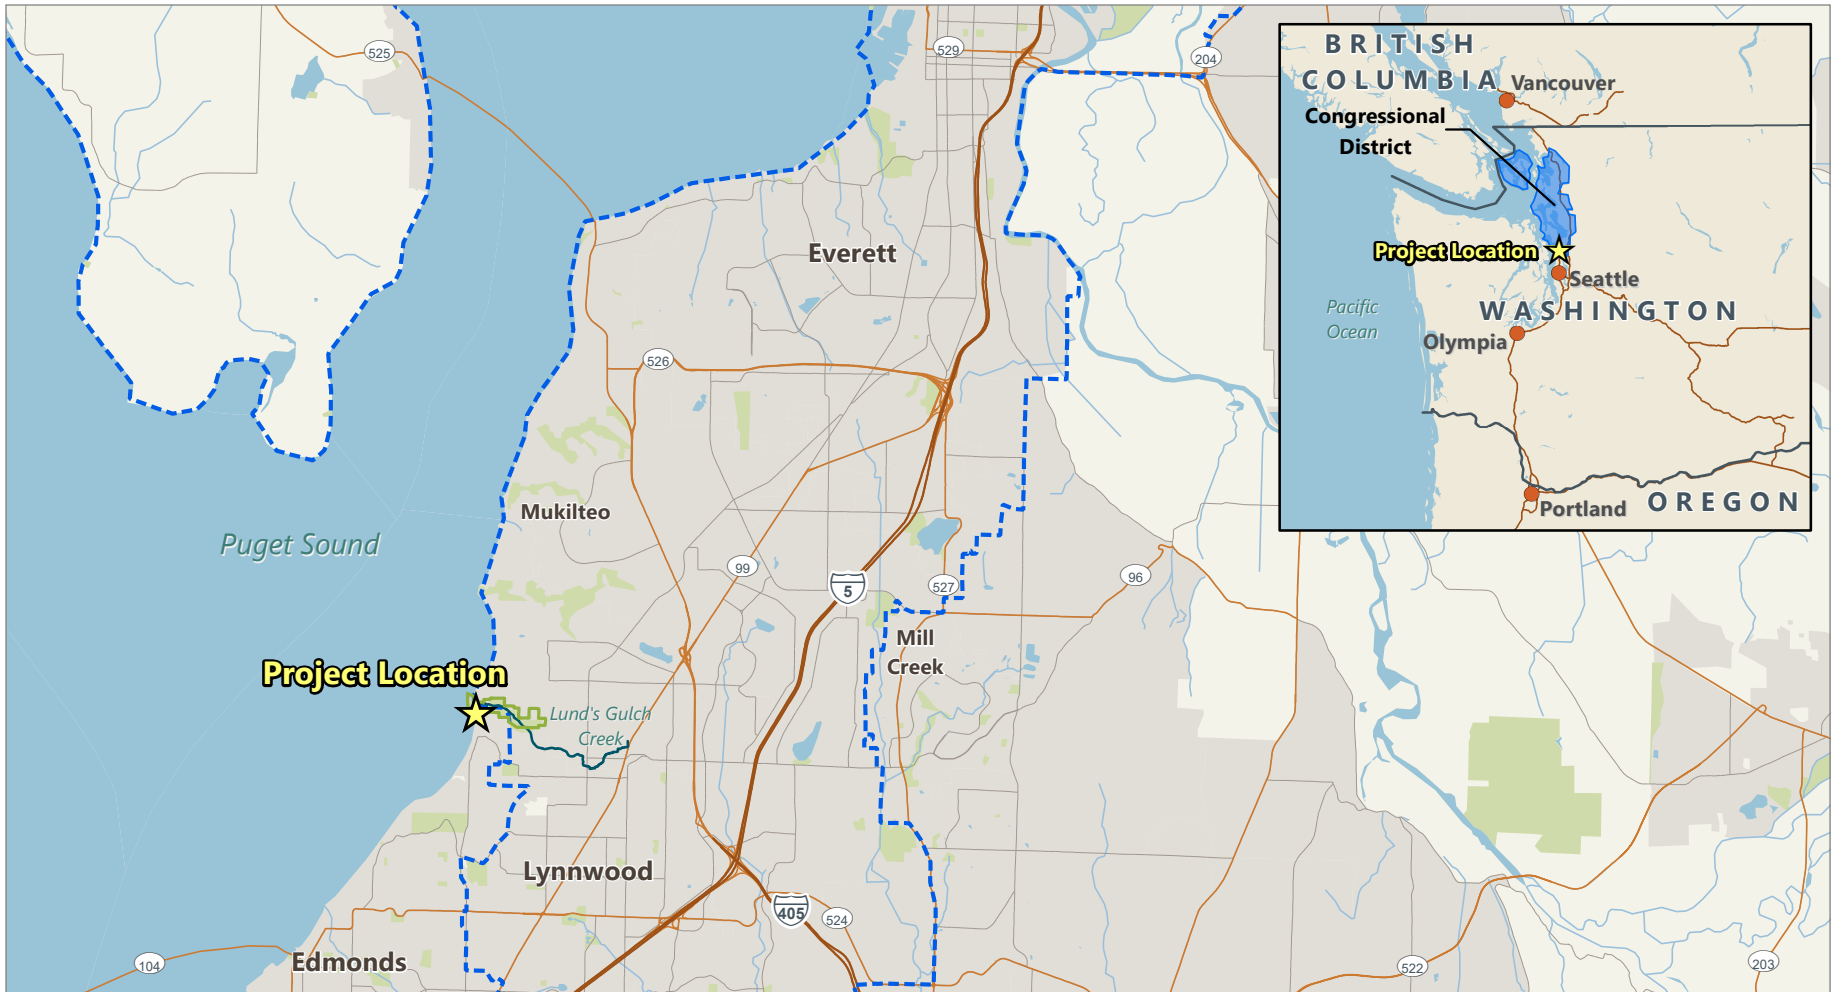 525
529
204
Everett
526
Mukilteo
Puget Sound
99
5
527
96
Mill
Creek
Project Location
Lund's Gulch
Creek
Lynnwood
405
524
Edmonds
104
522
203
BRITISH
COLUMBIA
Vancouver
Congressional
District
Project Location
Seattle
Pacific
Ocean
WASHINGTON
Olympia
Portland
OREGON